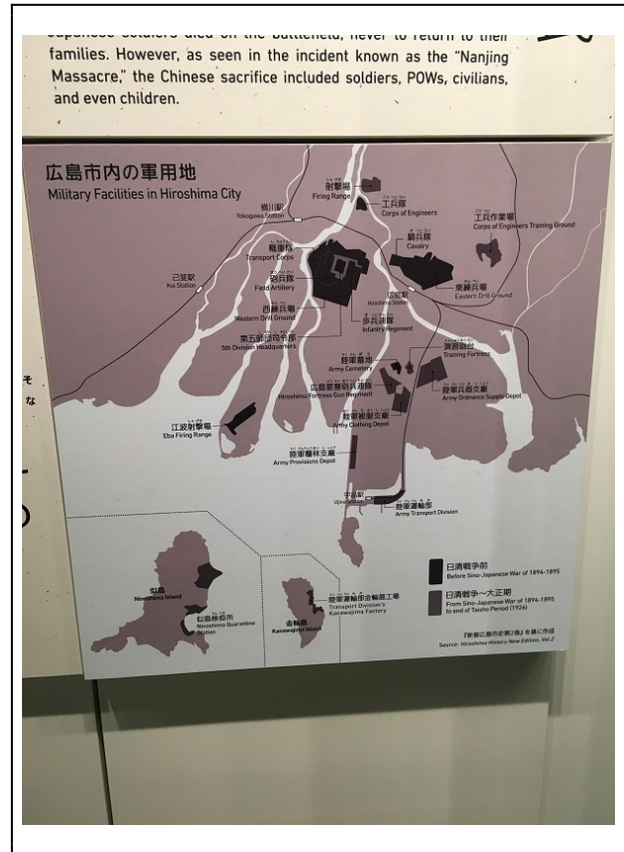 families. However, as seen in the incident known as the “Nanjing
Massacre,” the Chinese sacrifice included soldiers, POWs, civilians,
and even children.
広島市内の軍用地
Military Facilities in Hiroshima City
射撃場
Firing Range
横川駅
Yokogawa Station
工兵隊
Corps of Engineers
工兵作業場
Corps of Engineers Training Ground
輜重隊
Transport Corps
騎兵隊
Cavalry
己斐駅
Koi Station
砲兵隊
Field Artillery
東練兵場
Eastern Drill Ground
広島駅
Hiroshima Station
西練兵場
Western Drill Ground
歩兵連隊
Infantry Regiment
第五師団司令部
5th Division Headquarters
演習砲台
Training Fortress
陸軍墓地
Army Cemetery
広島要塞砲兵連隊
Hiroshima Fortress Gun Regiment
陸軍兵器支廠
Army Ordnance Supply Depot
陸軍被服支廠
Army Clothing Depot
江波射撃場
Eba Firing Range
陸軍糧秣支廠
Army Provisions Depot
宇品駅
Ujina Station
陸軍運輸部
Army Transport Division
似島
Ninoshima Island
似島検疫所
Ninoshima Quarantine
Station
陸軍運輸部金輪島工場
Transport Division's
Kanawajima Factory
金輪島
Kanawajima Island
日清戦争前
Before Sino-Japanese War of 1894-1895
日清戦争～大正期
From Sino-Japanese War of 1894-1895
to end of Taisho Period (1926)
『新修広島市史第2巻』を基に作成
Source: Hiroshima History New Edition, Vol.2
そ
な